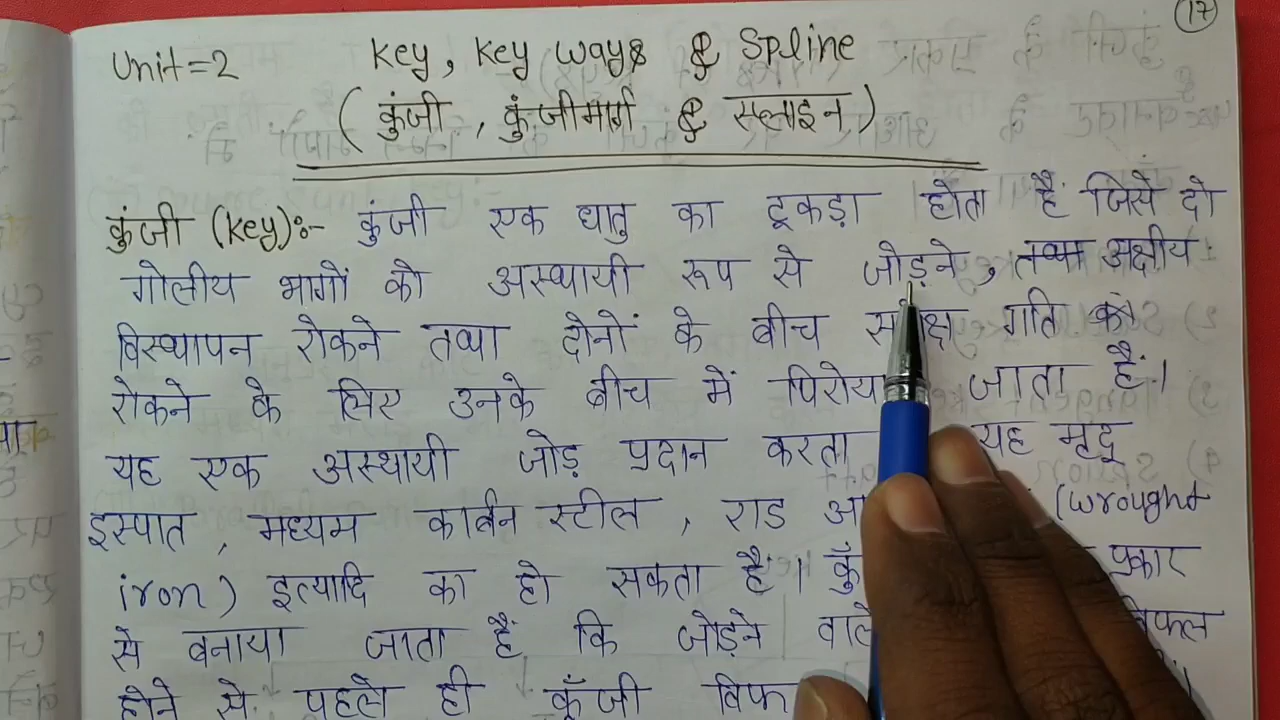 17
Unit=2 Key, Key ways & Spline
(कुंजी, कुंजीमार्ग & स्प्लाइन)
कुंजी (Key):- कुंजी एक धातु का टूकड़ा होता हैं जिसे दो
गोलीय भागों को अस्थायी रूप से जोड़ने, तथा अक्षीय
विस्थापन रोकने तथा दोनों के बीच गति को
रोकने के लिए उनके बीच में पिरोया जाता हैं।
यह एक अस्थायी जोड़ प्रदान करता यह मृदू
इस्पात, मध्यम कार्बन स्टील, राड (wrought
iron) इत्यादि का हो सकता हैं। प्रकार
से बनाया जाता हैं कि जोड़ने वाले
होने से पहले ही कूँजी